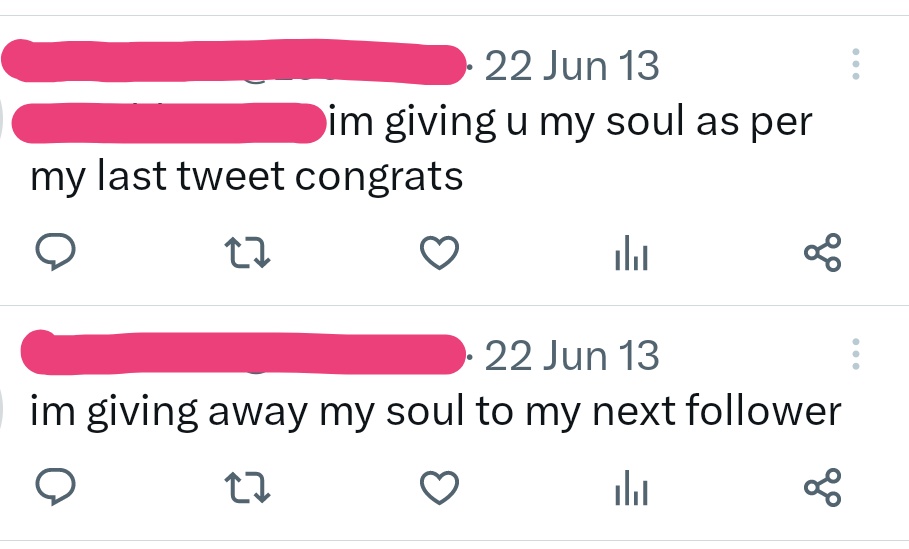 · 22 Jun 13
im giving u my soul as per
my last tweet congrats
· 22 Jun 13
im giving away my soul to my next follower